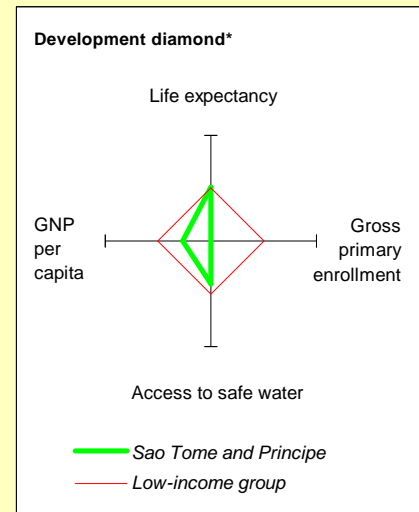 Development diamond*
Life expectancy
GNP
per
capita
Gross
primary
enrollment
Access to safe water
Sao Tome and Principe
Low-income group